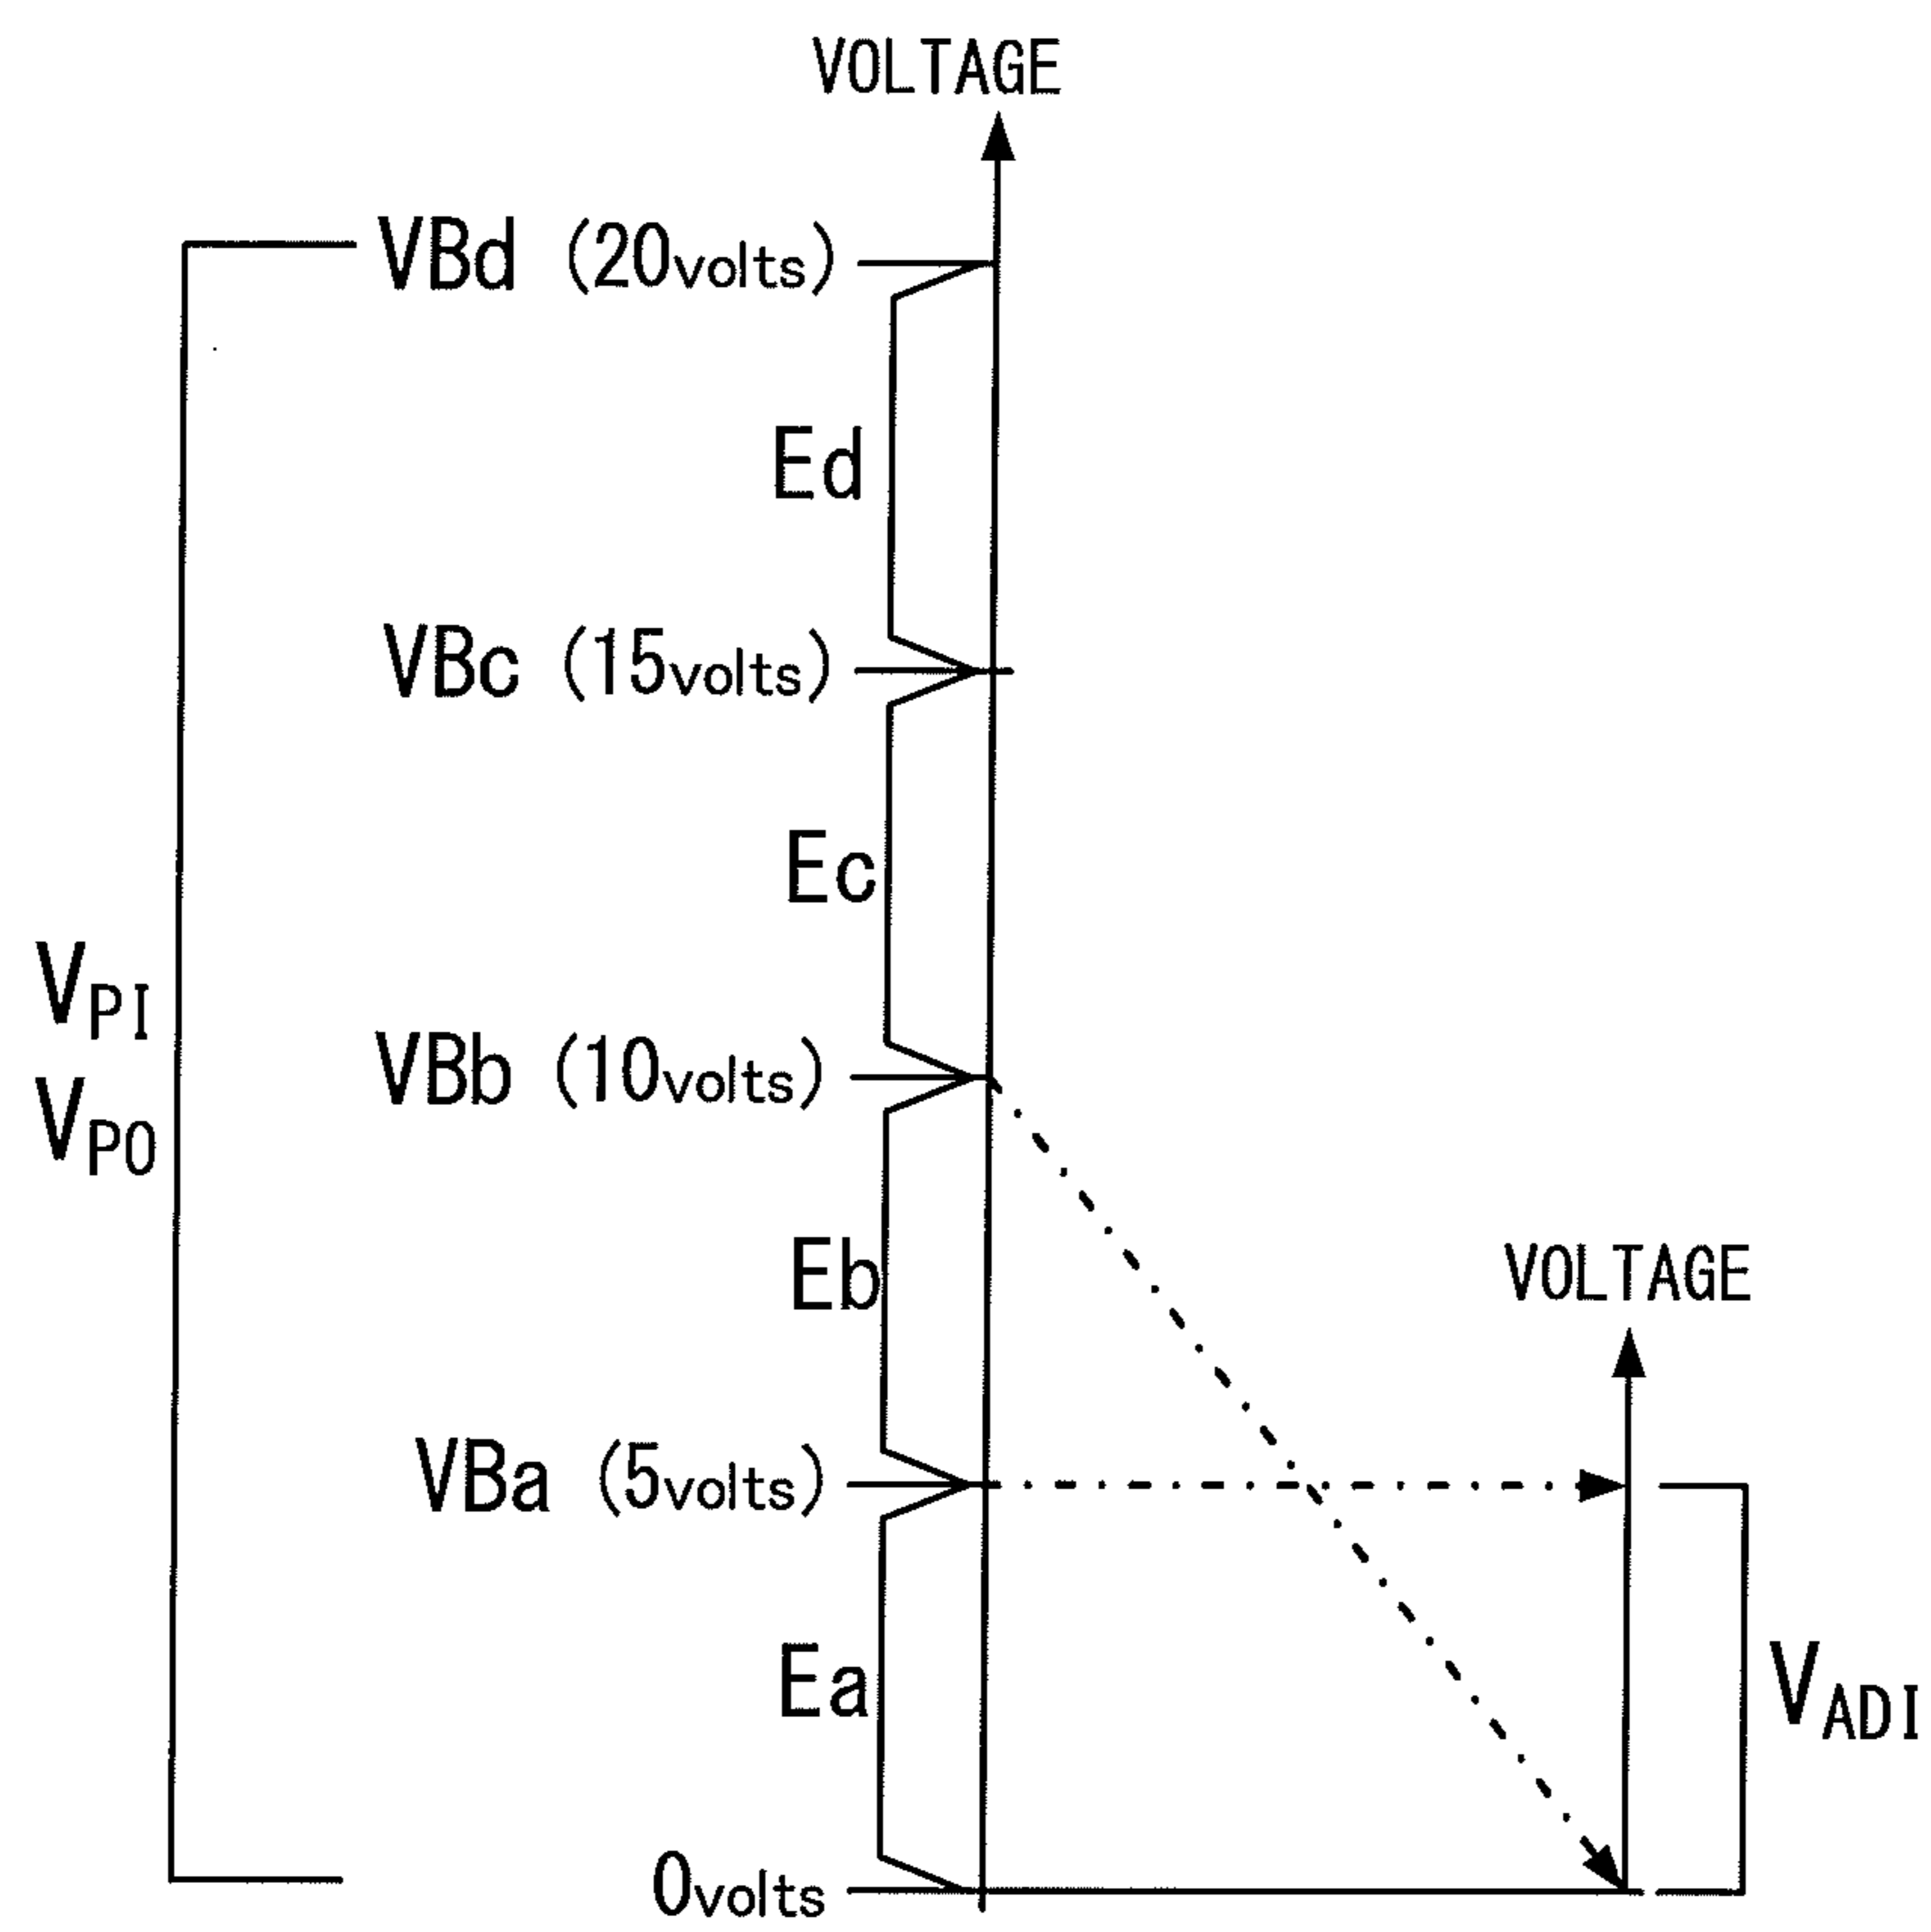 VOLTAGE
VBd (20volts)
Ed
VBc (15volts)
Ec
VPI
VBb (10volts)
VPO
Eb
VOLTAGE
VBa (5volts)
Ea
VADI
0volts